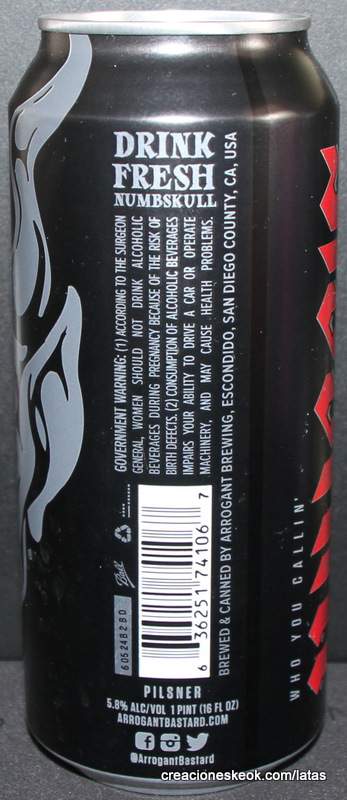 DRINK
FRESH
NUMBSKULL
GOVERNMENT WARNING: (1) ACCORDING TO THE SURGEON
GENERAL, WOMEN SHOULD NOT DRINK ALCOHOLIC
BEVERAGES DURING PREGNANCY BECAUSE OF THE RISK OF
BIRTH DEFECTS. (2) CONSUMPTION OF ALCOHOLIC BEVERAGES
IMPAIRS YOUR ABILITY TO DRIVE A CAR OR OPERATE
MACHINERY, AND MAY CAUSE HEALTH PROBLEMS.
BREWED & CANNED BY ARROGANT BREWING, ESCONDIDO, SAN DIEGO COUNTY, CA, USA
Ball
6 36251 74106 7
PILSNER
5.8% ALC/VOL 1 PINT (16 FL OZ)
ARROGANTBASTARD.COM
@ArrogantBastard
WHO YOU CALLIN'
creacioneskeok.com/latas